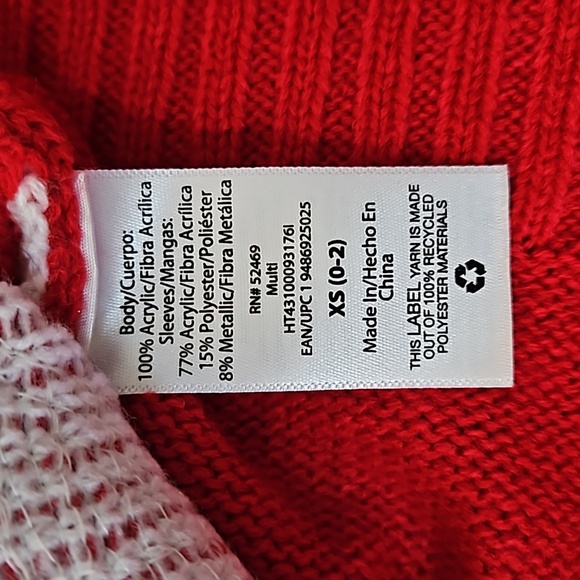 Body/Cuerpo:
100% Acrylic/Fibra Acrílica
Sleeves/Mangas:
77% Acrylic/Fibra Acrílica
15% Polyester/Poliéster
8% Metallic/Fibra Metálica
RN# 52469
Multi
HT43100093176I
EAN/UPC 1 9486925025
XS (0-2)
Made In/Hecho En
China
THIS LABEL YARN IS MADE
OUT OF 100% RECYCLED
POLYESTER MATERIALS